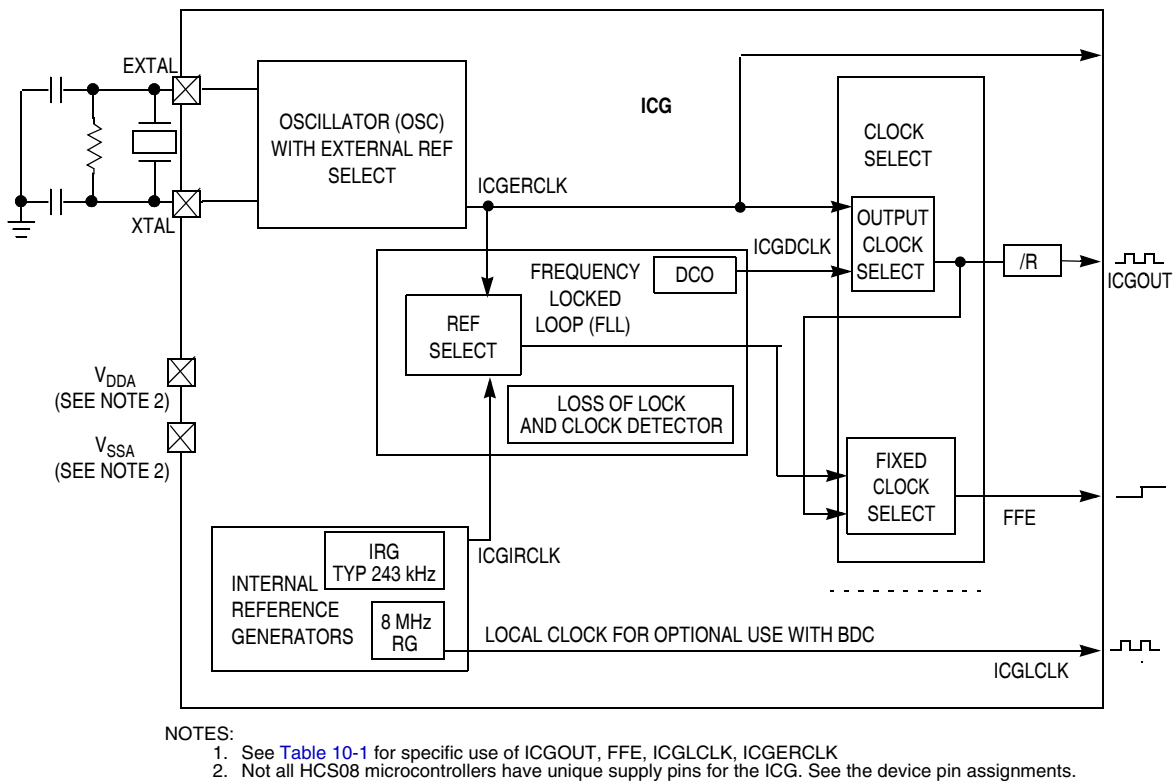 EXTAL
XTAL
OSCILLATOR (OSC)
WITH EXTERNAL REF
SELECT
ICG
CLOCK
SELECT
ICGERCLK
OUTPUT
CLOCK
SELECT
ICGDCLK
/R
ICGOUT
FREQUENCY
LOCKED
LOOP (FLL)
DCO
REF
SELECT
LOSS OF LOCK
AND CLOCK DETECTOR
VDDA
(SEE NOTE 2)
VSSA
(SEE NOTE 2)
FIXED
CLOCK
SELECT
FFE
ICGIRCLK
IRG
TYP 243 kHz
INTERNAL
REFERENCE
GENERATORS
8 MHz
RG
LOCAL CLOCK FOR OPTIONAL USE WITH BDC
ICGLCLK
NOTES:
1. See Table 10-1 for specific use of ICGOUT, FFE, ICGLCLK, ICGERCLK
2. Not all HCS08 microcontrollers have unique supply pins for the ICG. See the device pin assignments.